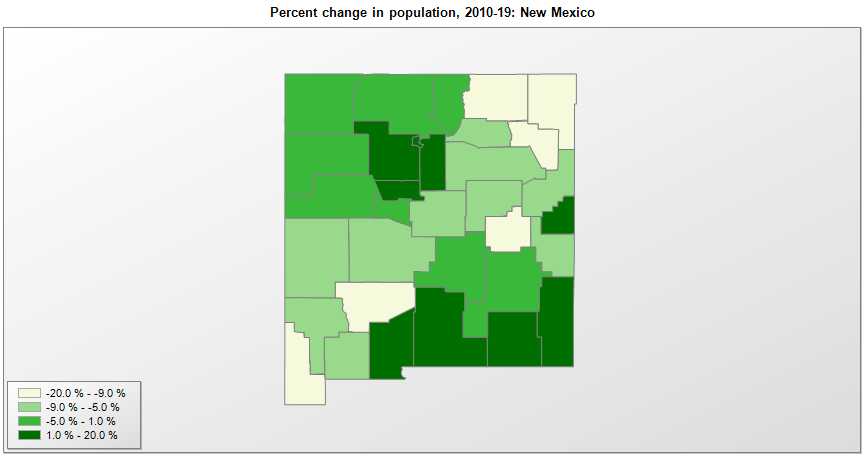 Percent change in population, 2010-19: New Mexico
-20.0 % - -9.0 %
-9.0 % - -5.0 %
-5.0 % - 1.0 %
1.0 % - 20.0 %